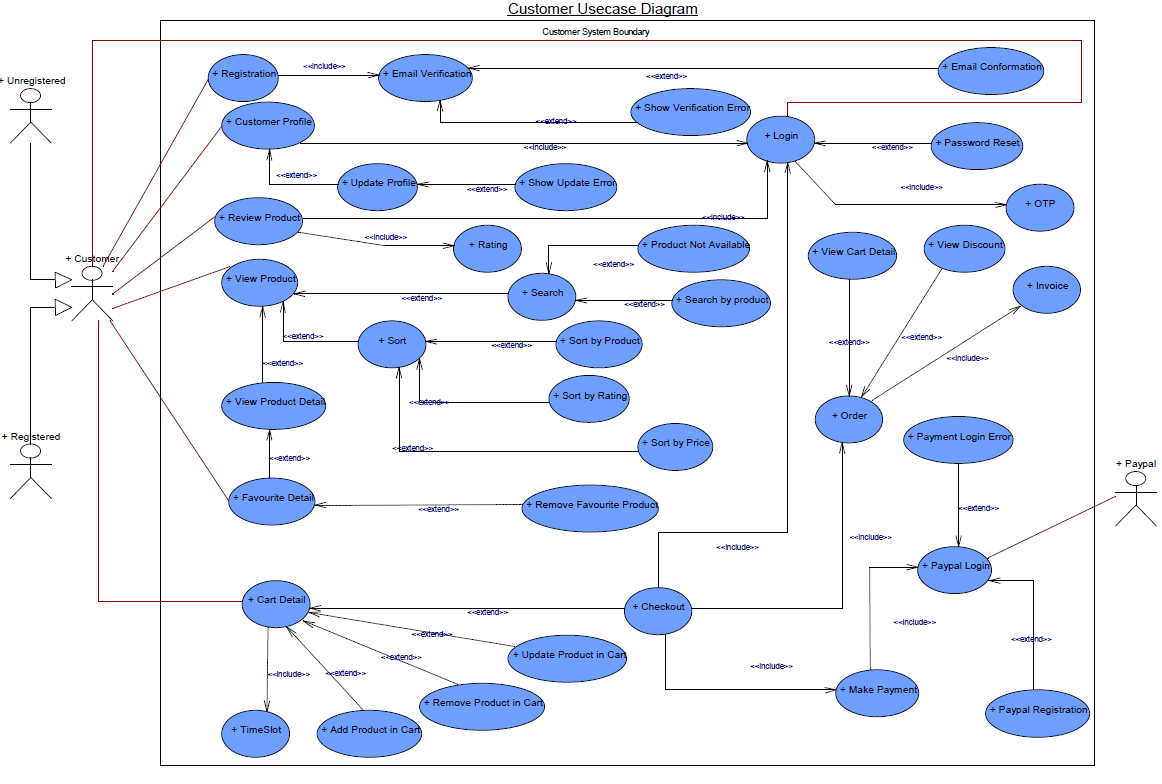 Customer Usecase Diagram
Customer System Boundary
+ Unregistered
+ Registration
<<include>>
+ Email Verification
<<extend>>
+ Email Conformation
+ Show Verification Error
<<extend>>
+ Customer Profile
<<include>>
+ Login
<<extend>>
+ Password Reset
<<extend>>
+ Update Profile
<<extend>>
+ Show Update Error
<<include>>
+ OTP
+ Review Product
<<include>>
<<include>>
+ Rating
+ Product Not Available
+ View Cart Detail
+ View Discount
+ Customer
<<extend>>
+ View Product
<<extend>>
+ Search
<<extend>>
+ Search by product
+ Invoice
<<extend>>
+ Sort
<<extend>>
+ Sort by Product
<<extend>>
<<extend>>
<<include>>
<<extend>>
+ View Product Detail
<<extend>>
+ Sort by Rating
+ Order
+ Registered
<<extend>>
+ Sort by Price
+ Payment Login Error
<<extend>>
+ Paypal
+ Favourite Detail
<<extend>>
+ Remove Favourite Product
<<extend>>
<<include>>
<<include>>
+ Paypal Login
+ Cart Detail
<<extend>>
+ Checkout
<<include>>
<<extend>>
<<extend>>
+ Update Product in Cart
<<extend>>
<<include>>
<<extend>>
<<include>>
+ Make Payment
+ Remove Product in Cart
+ Paypal Registration
+ TimeSlot
+ Add Product in Cart